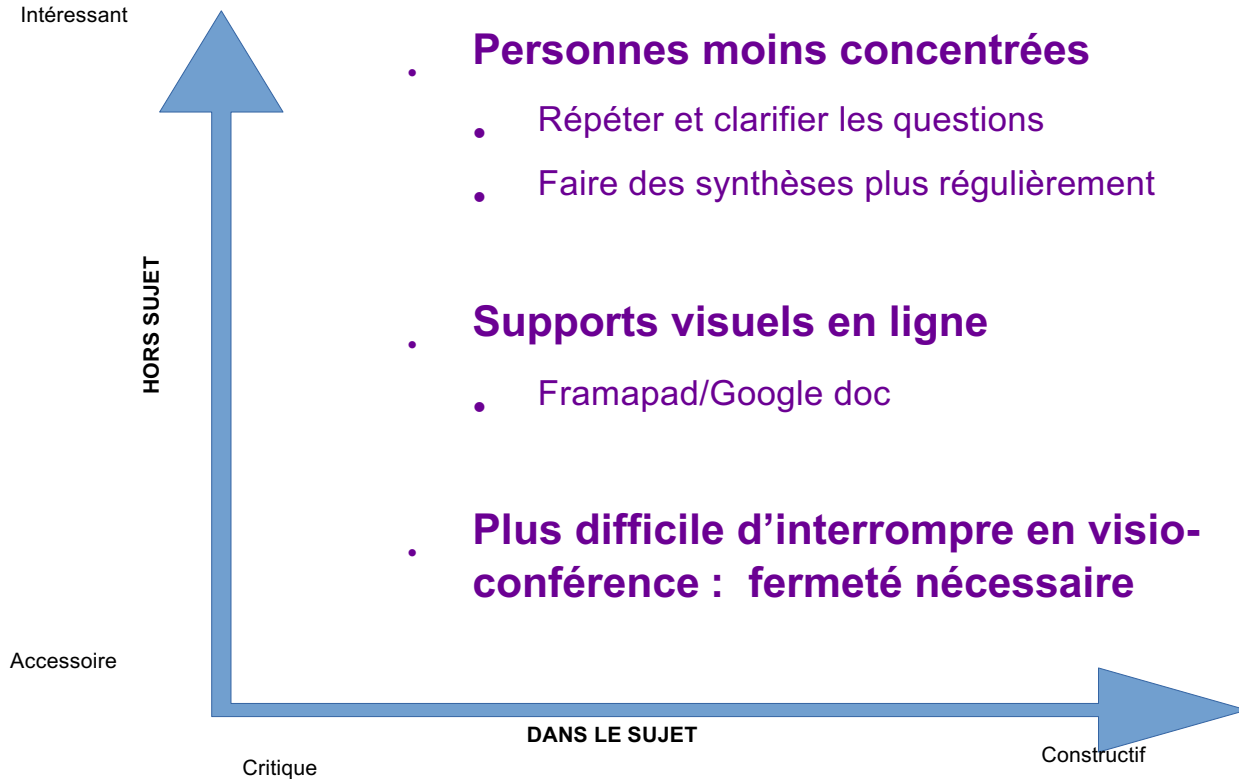 Intéressant
• Personnes moins concentrées
• Répéter et clarifier les questions
• Faire des synthèses plus régulièrement
HORS SUJET
• Supports visuels en ligne
• Framapad/Google doc
• Plus difficile d’interrompre en visio-
conférence : fermeté nécessaire
Accessoire
DANS LE SUJET
Critique
Constructif